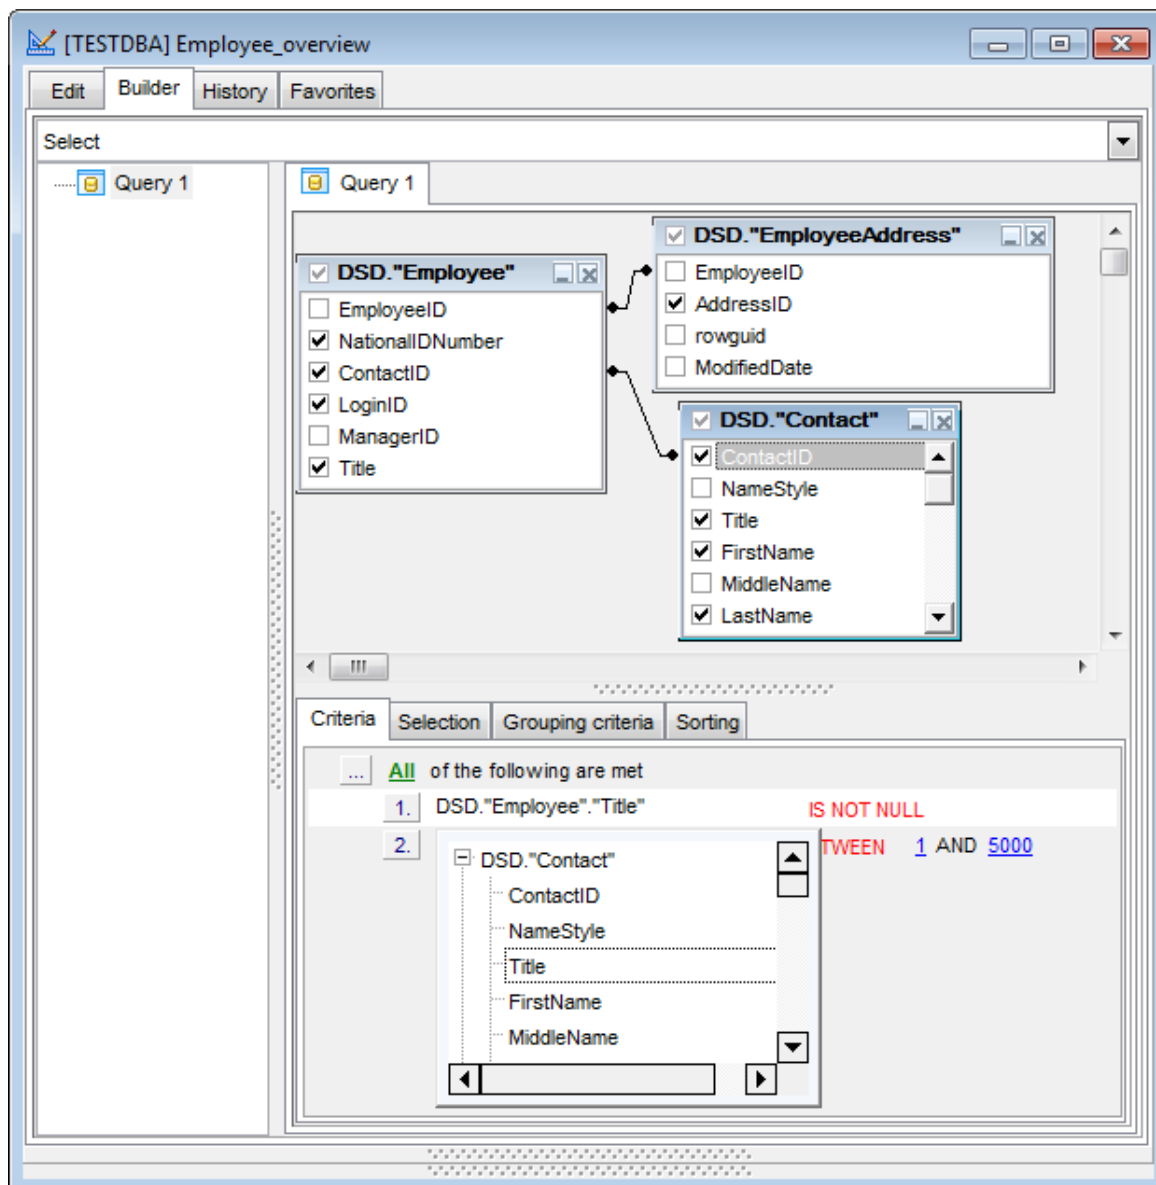 [TESTDBA] Employee_overview
Edit Builder History Favorites
Select
Query 1
Query 1
DSD."Employee"
EmployeeID
NationalIDNumber
ContactID
LoginID
ManagerID
Title
DSD."EmployeeAddress"
EmployeeID
AddressID
rowguid
ModifiedDate
DSD."Contact"
ContactID
NameStyle
Title
FirstName
MiddleName
LastName
Criteria Selection Grouping criteria Sorting
... All of the following are met
1. DSD."Employee"."Title" IS NOT NULL
2. TWEEN 1 AND 5000
DSD."Contact"
ContactID
NameStyle
Title
FirstName
MiddleName